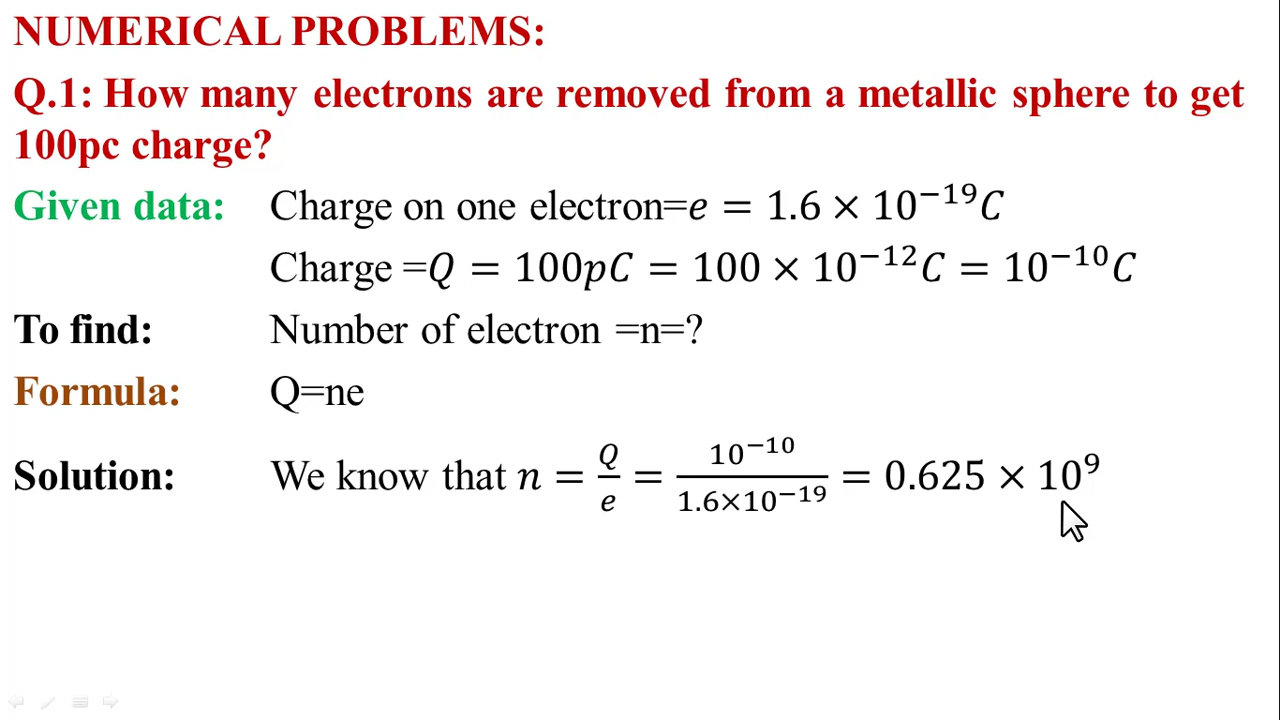 NUMERICAL PROBLEMS:
Q.1: How many electrons are removed from a metallic sphere to get
100pc charge?
Given data: Charge on one electron=e = 1.6 × 10⁻¹⁹C
Charge =Q = 100pC = 100 × 10⁻¹²C = 10⁻¹⁰C
To find: Number of electron =n=?
Formula: Q=ne
Solution: We know that n = Q/e = 10⁻¹⁰/1.6×10⁻¹⁹ = 0.625 × 10⁹